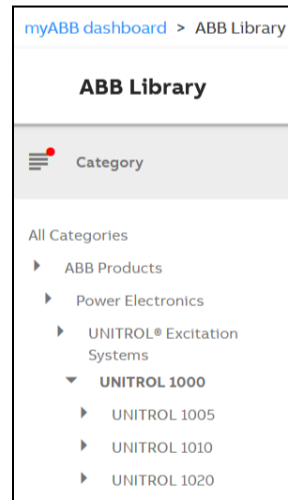 myABB dashboard > ABB Library
ABB Library
Category
All Categories
ABB Products
Power Electronics
UNITROL® Excitation
Systems
UNITROL 1000
UNITROL 1005
UNITROL 1010
UNITROL 1020